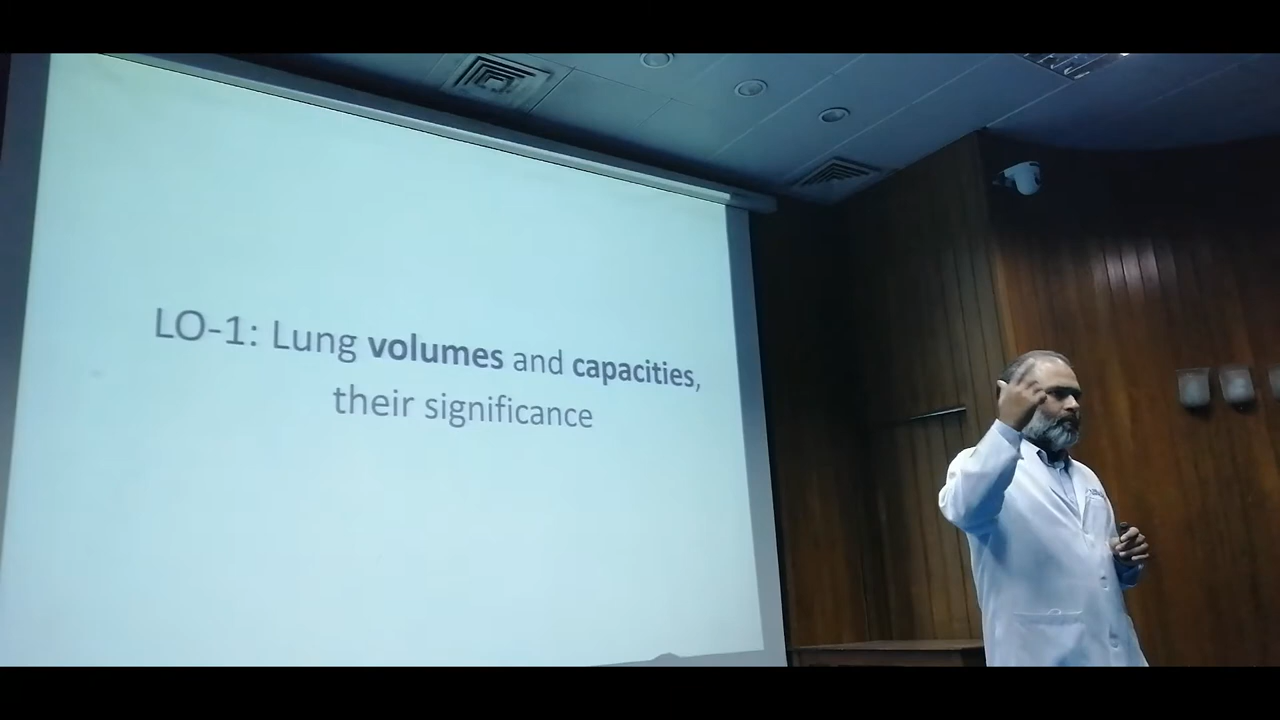 LO-1: Lung volumes and capacities,
their significance